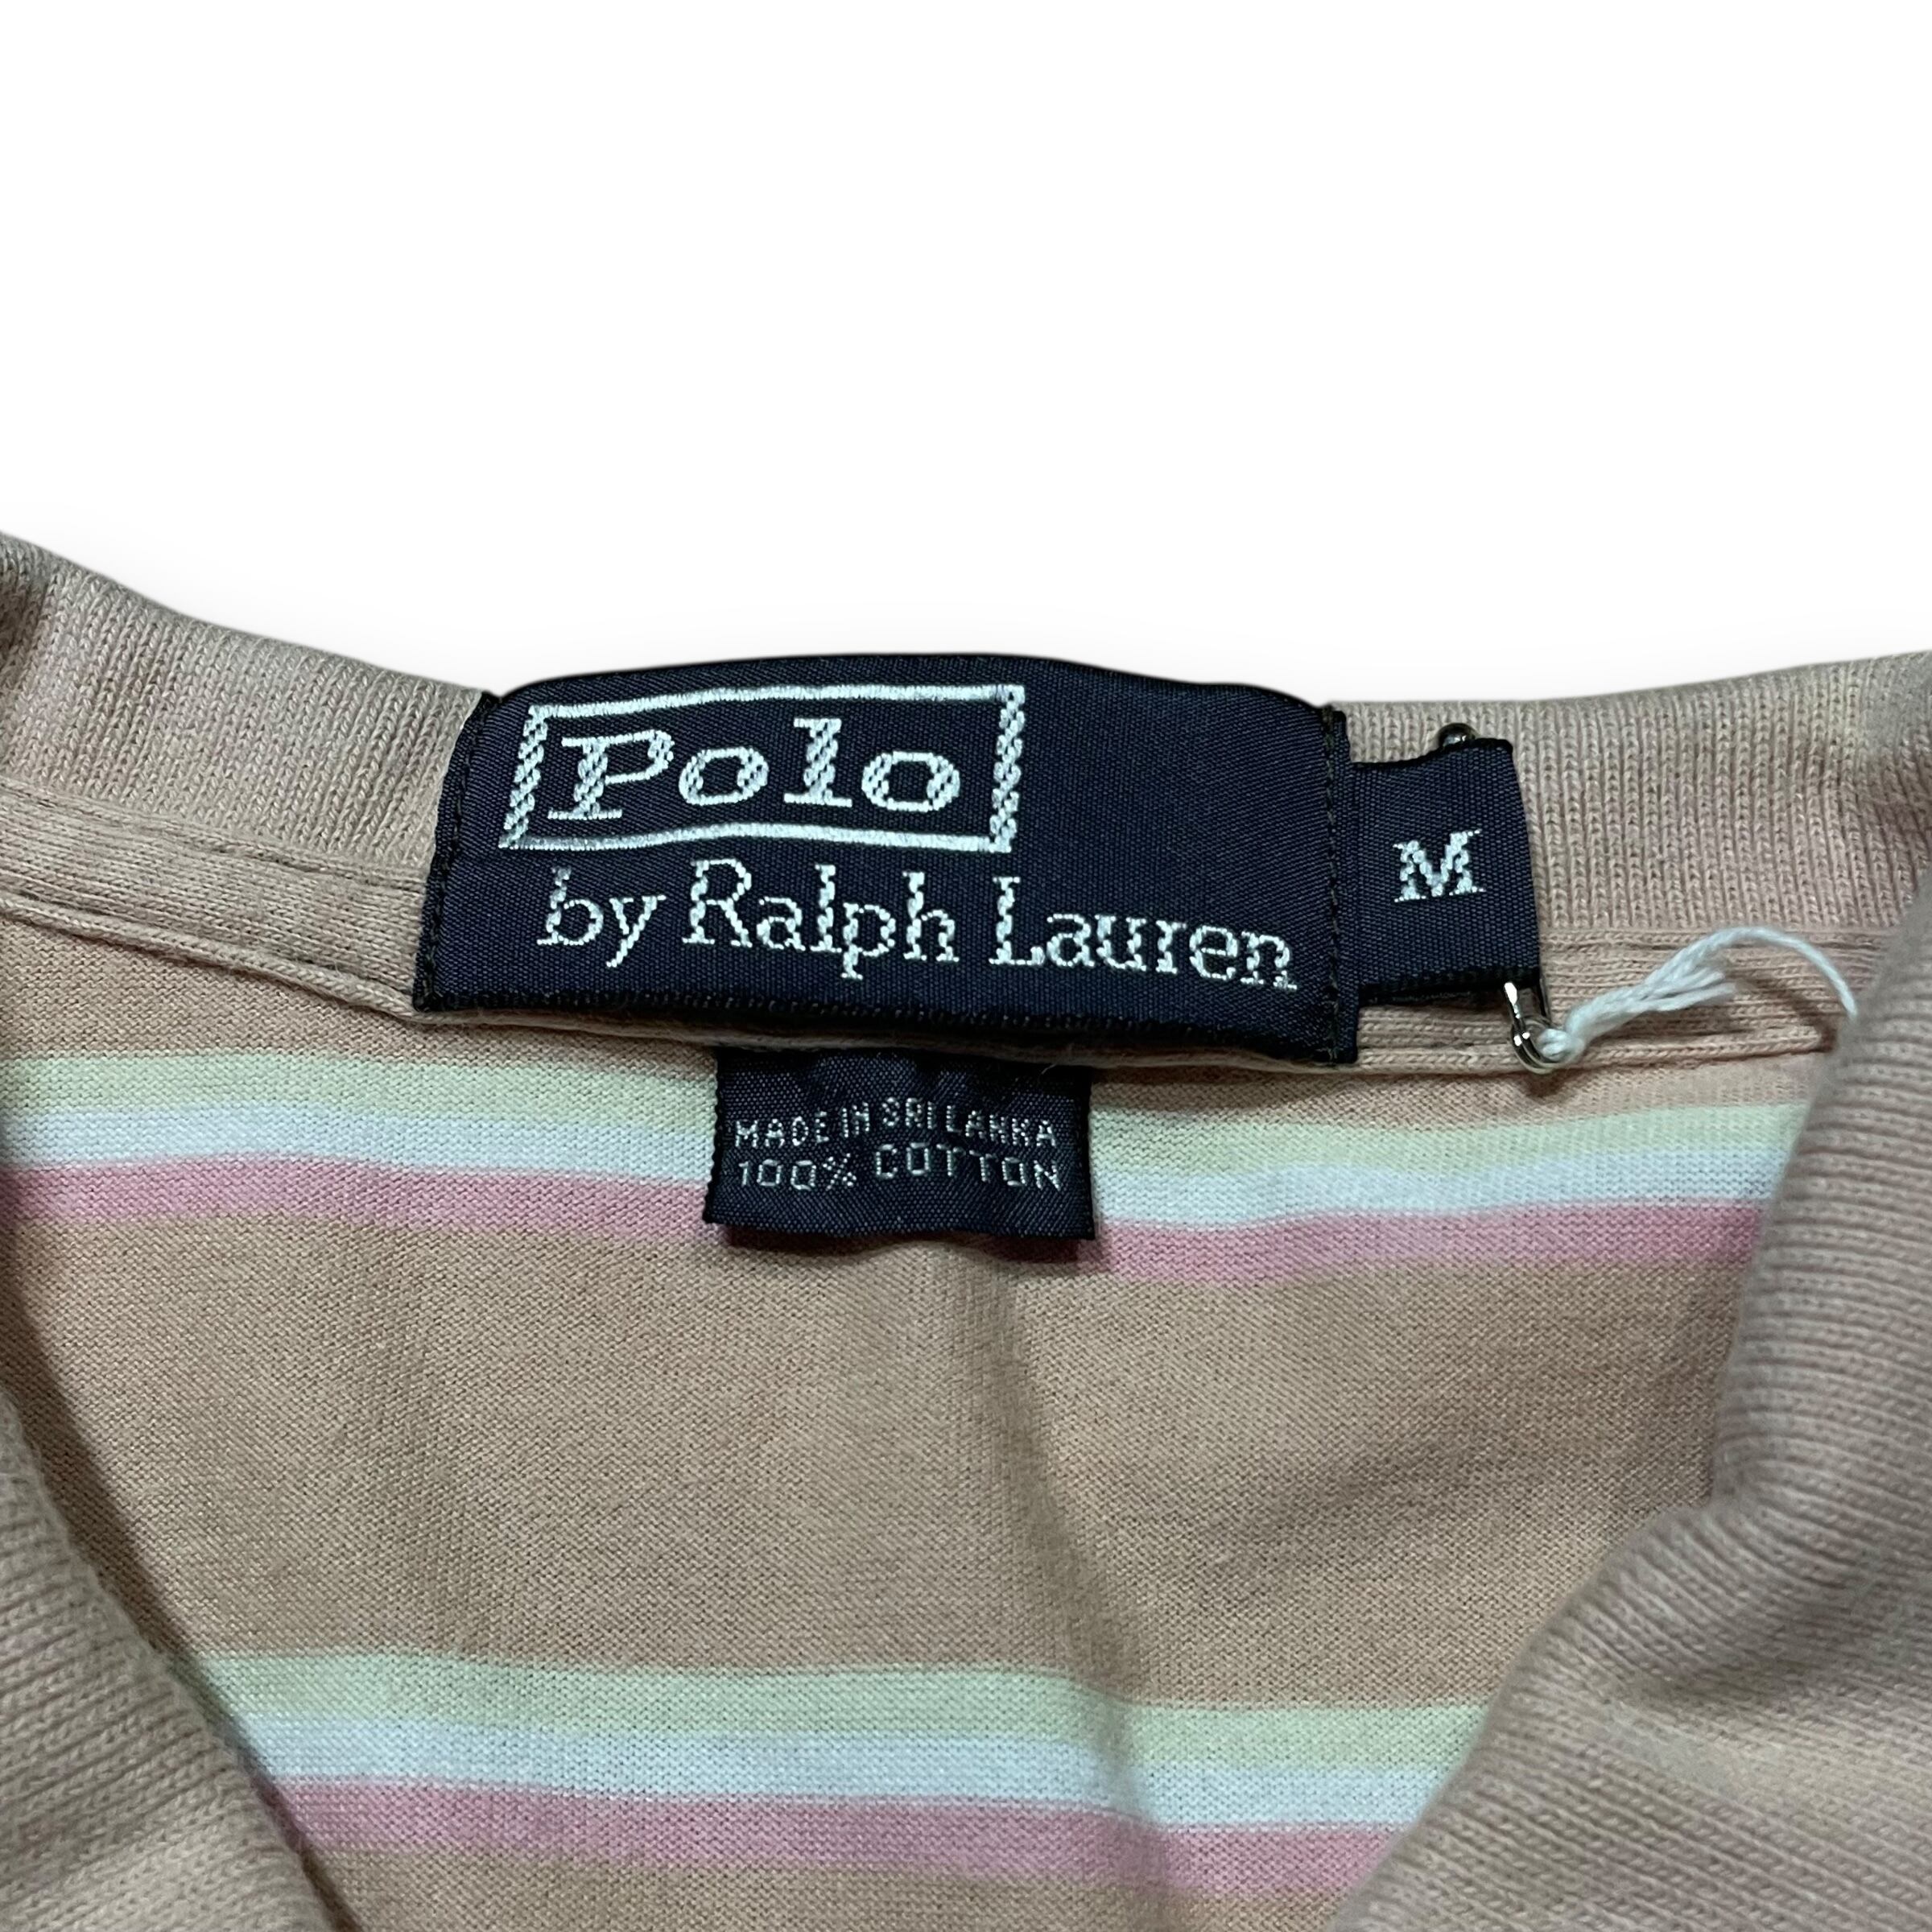 Polo
by Ralph Lauren
M
MADE IN SRI LANKA
100% COTTON